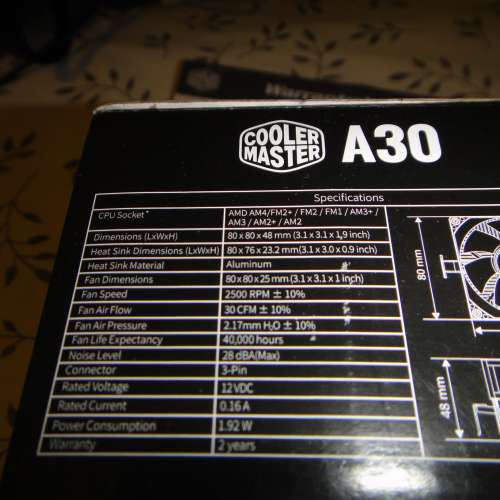 Warranty
COOLER MASTER A30
Specifications
CPU Socket* AMD AM4/FM2+ / FM2 / FM1 / AM3+/
AM3 / AM2+ / AM2
Dimensions (LxWxH) 80 x 80 x 48 mm (3.1 x 3.1 x 1.9 inch)
Heat Sink Dimensions (LxWxH) 80 x 76 x 23.2 mm (3.1 x 3.0 x 0.9 inch)
Heat Sink Material Aluminum
Fan Dimensions 80 x 80 x 25 mm (3.1 x 3.1 x 1 inch)
Fan Speed 2500 RPM ± 10%
Fan Air Flow 30 CFM ± 10%
Fan Air Pressure 2.17mm H₂O ± 10%
Fan Life Expectancy 40,000 hours
Noise Level 28 dBA(Max)
Connector 3-Pin
Rated Voltage 12 VDC
Rated Current 0.16 A
Power Consumption 1.92 W
Warranty 2 years
80 mm
48 mm